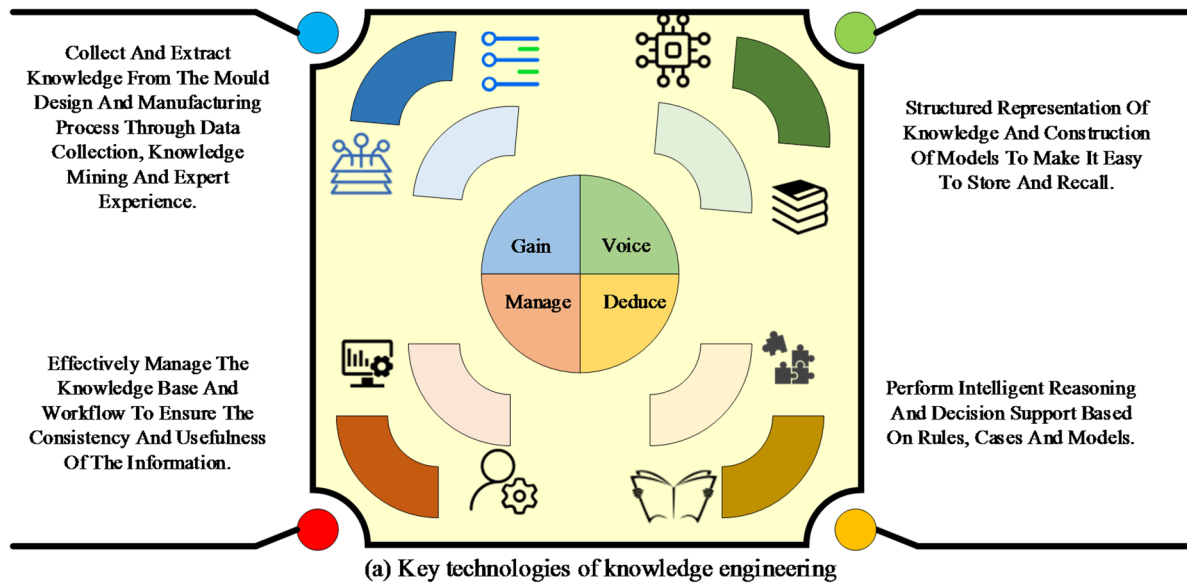 Collect And Extract
Knowledge From The Mould
Design And Manufacturing
Process Through Data
Collection, Knowledge
Mining And Expert
Experience.
Structured Representation Of
Knowledge And Construction
Of Models To Make It Easy
To Store And Recall.
Gain
Voice
Manage
Deduce
Effectively Manage The
Knowledge Base And
Workflow To Ensure The
Consistency And Usefulness
Of The Information.
Perform Intelligent Reasoning
And Decision Support Based
On Rules, Cases And Models.
(a) Key technologies of knowledge engineering